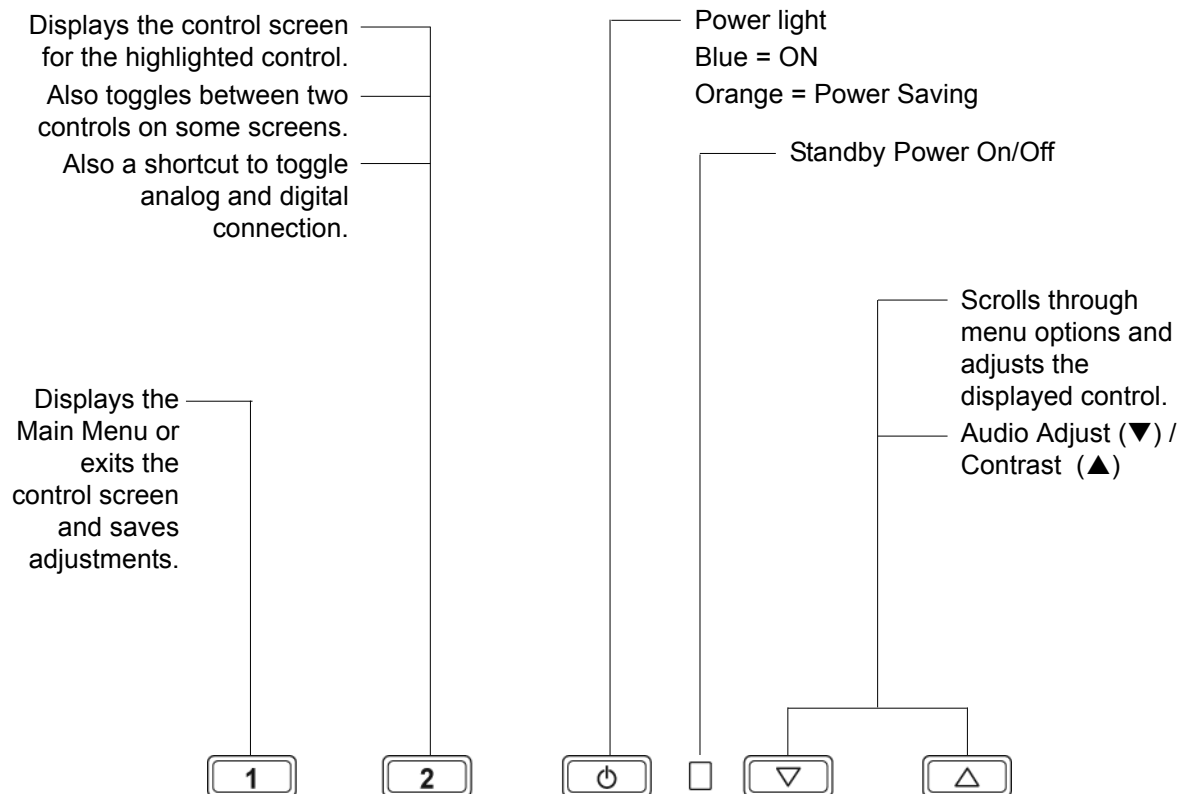 Displays the control screen
for the highlighted control.
Also toggles between two
controls on some screens.
Also a shortcut to toggle
analog and digital
connection.
Power light
Blue = ON
Orange = Power Saving
Standby Power On/Off
Scrolls through
menu options and
adjusts the
displayed control.
Audio Adjust (▼) /
Contrast (▲)
Displays the
Main Menu or
exits the
control screen
and saves
adjustments.
1
2